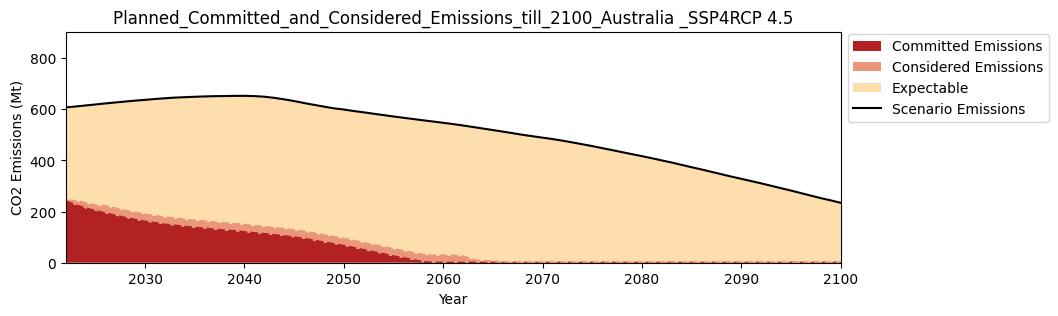 Planned_Committed_and_Considered_Emissions_till_2100_Australia _SSP4RCP 4.5
Committed Emissions
Considered Emissions
Expectable
Scenario Emissions
CO2 Emissions (Mt)
800
600
400
200
0
2030 2040 2050 2060 2070 2080 2090 2100
Year